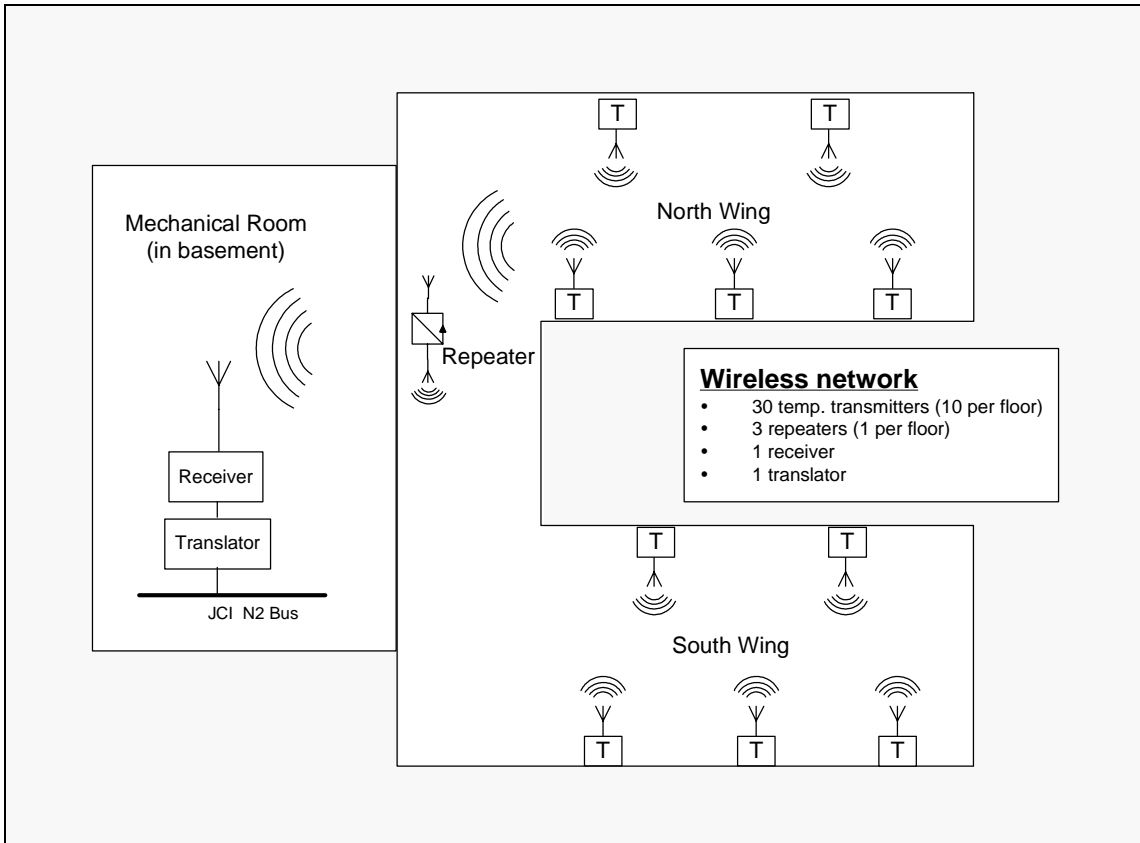 T
T
North Wing
Mechanical Room
(in basement)
T
T
T
Repeater
Wireless network
• 30 temp. transmitters (10 per floor)
• 3 repeaters (1 per floor)
• 1 receiver
• 1 translator
Receiver
Translator
T
T
JCI N2 Bus
South Wing
T
T
T